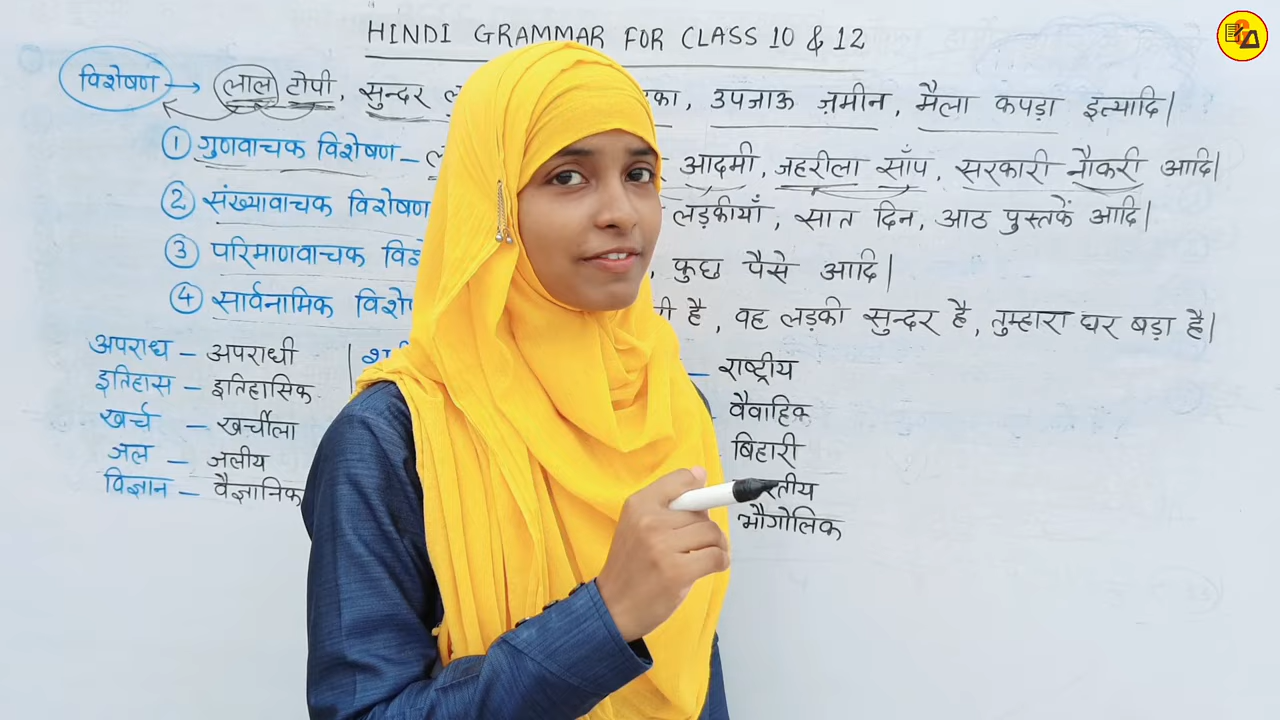 HINDI GRAMMAR FOR CLASS 10 & 12
विशेषण → लाल टोपी, सुन्दर उपजाऊ ज़मीन, मैला कपड़ा इत्यादि|
① गुणवाचक विशेषण – आदमी, जहरीला साँप, सरकारी नौकरी आदि|
② संख्यावाचक विशेषण लड़कीयाँ, सात दिन, आठ पुस्तकें आदि|
③ परिमाणवाचक , कुछ पैसे आदि|
④ सार्वनामिक है, वह लड़की सुन्दर है, तुम्हारा घर बड़ा है|
अपराध – अपराधी | – राष्ट्रीय
इतिहास – इतिहासिक वैवाहिक
खर्च – खर्चीला बिहारी
जल – जलीय
विज्ञान – वैज्ञानिक भौगोलिक